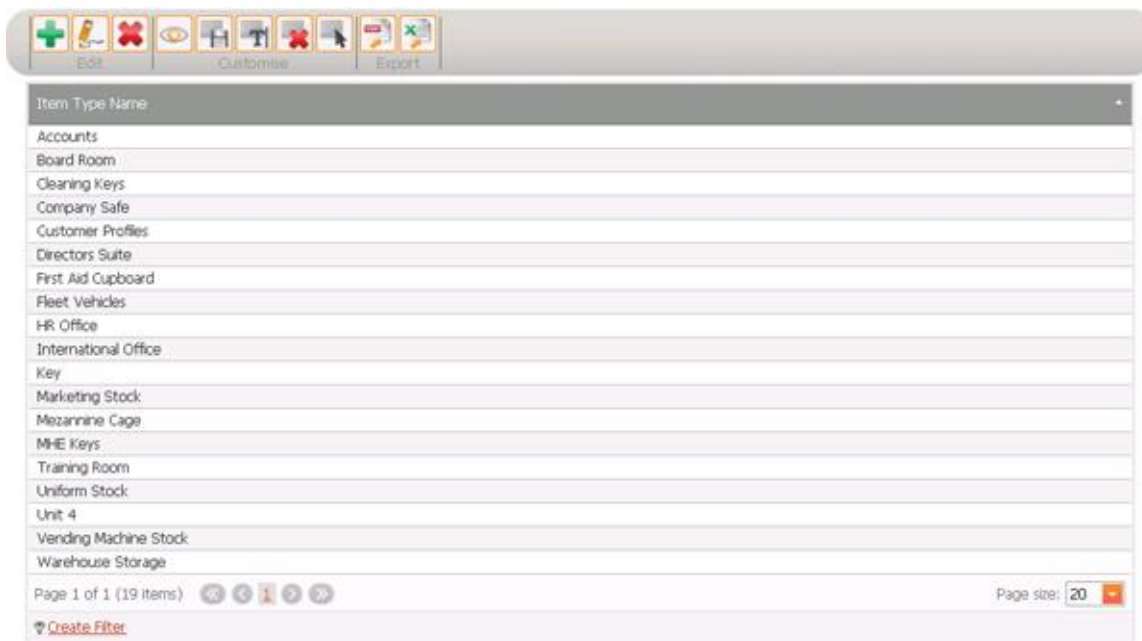 Edit Customise Export
Item Type Name
Accounts
Board Room
Cleaning Keys
Company Safe
Customer Profiles
Directors Suite
First Aid Cupboard
Fleet Vehicles
HR Office
International Office
Key
Marketing Stock
Mezannine Cage
MHE Keys
Training Room
Uniform Stock
Unit 4
Vending Machine Stock
Warehouse Storage
Page 1 of 1 (19 items) 1 Page size: 20
Create Filter